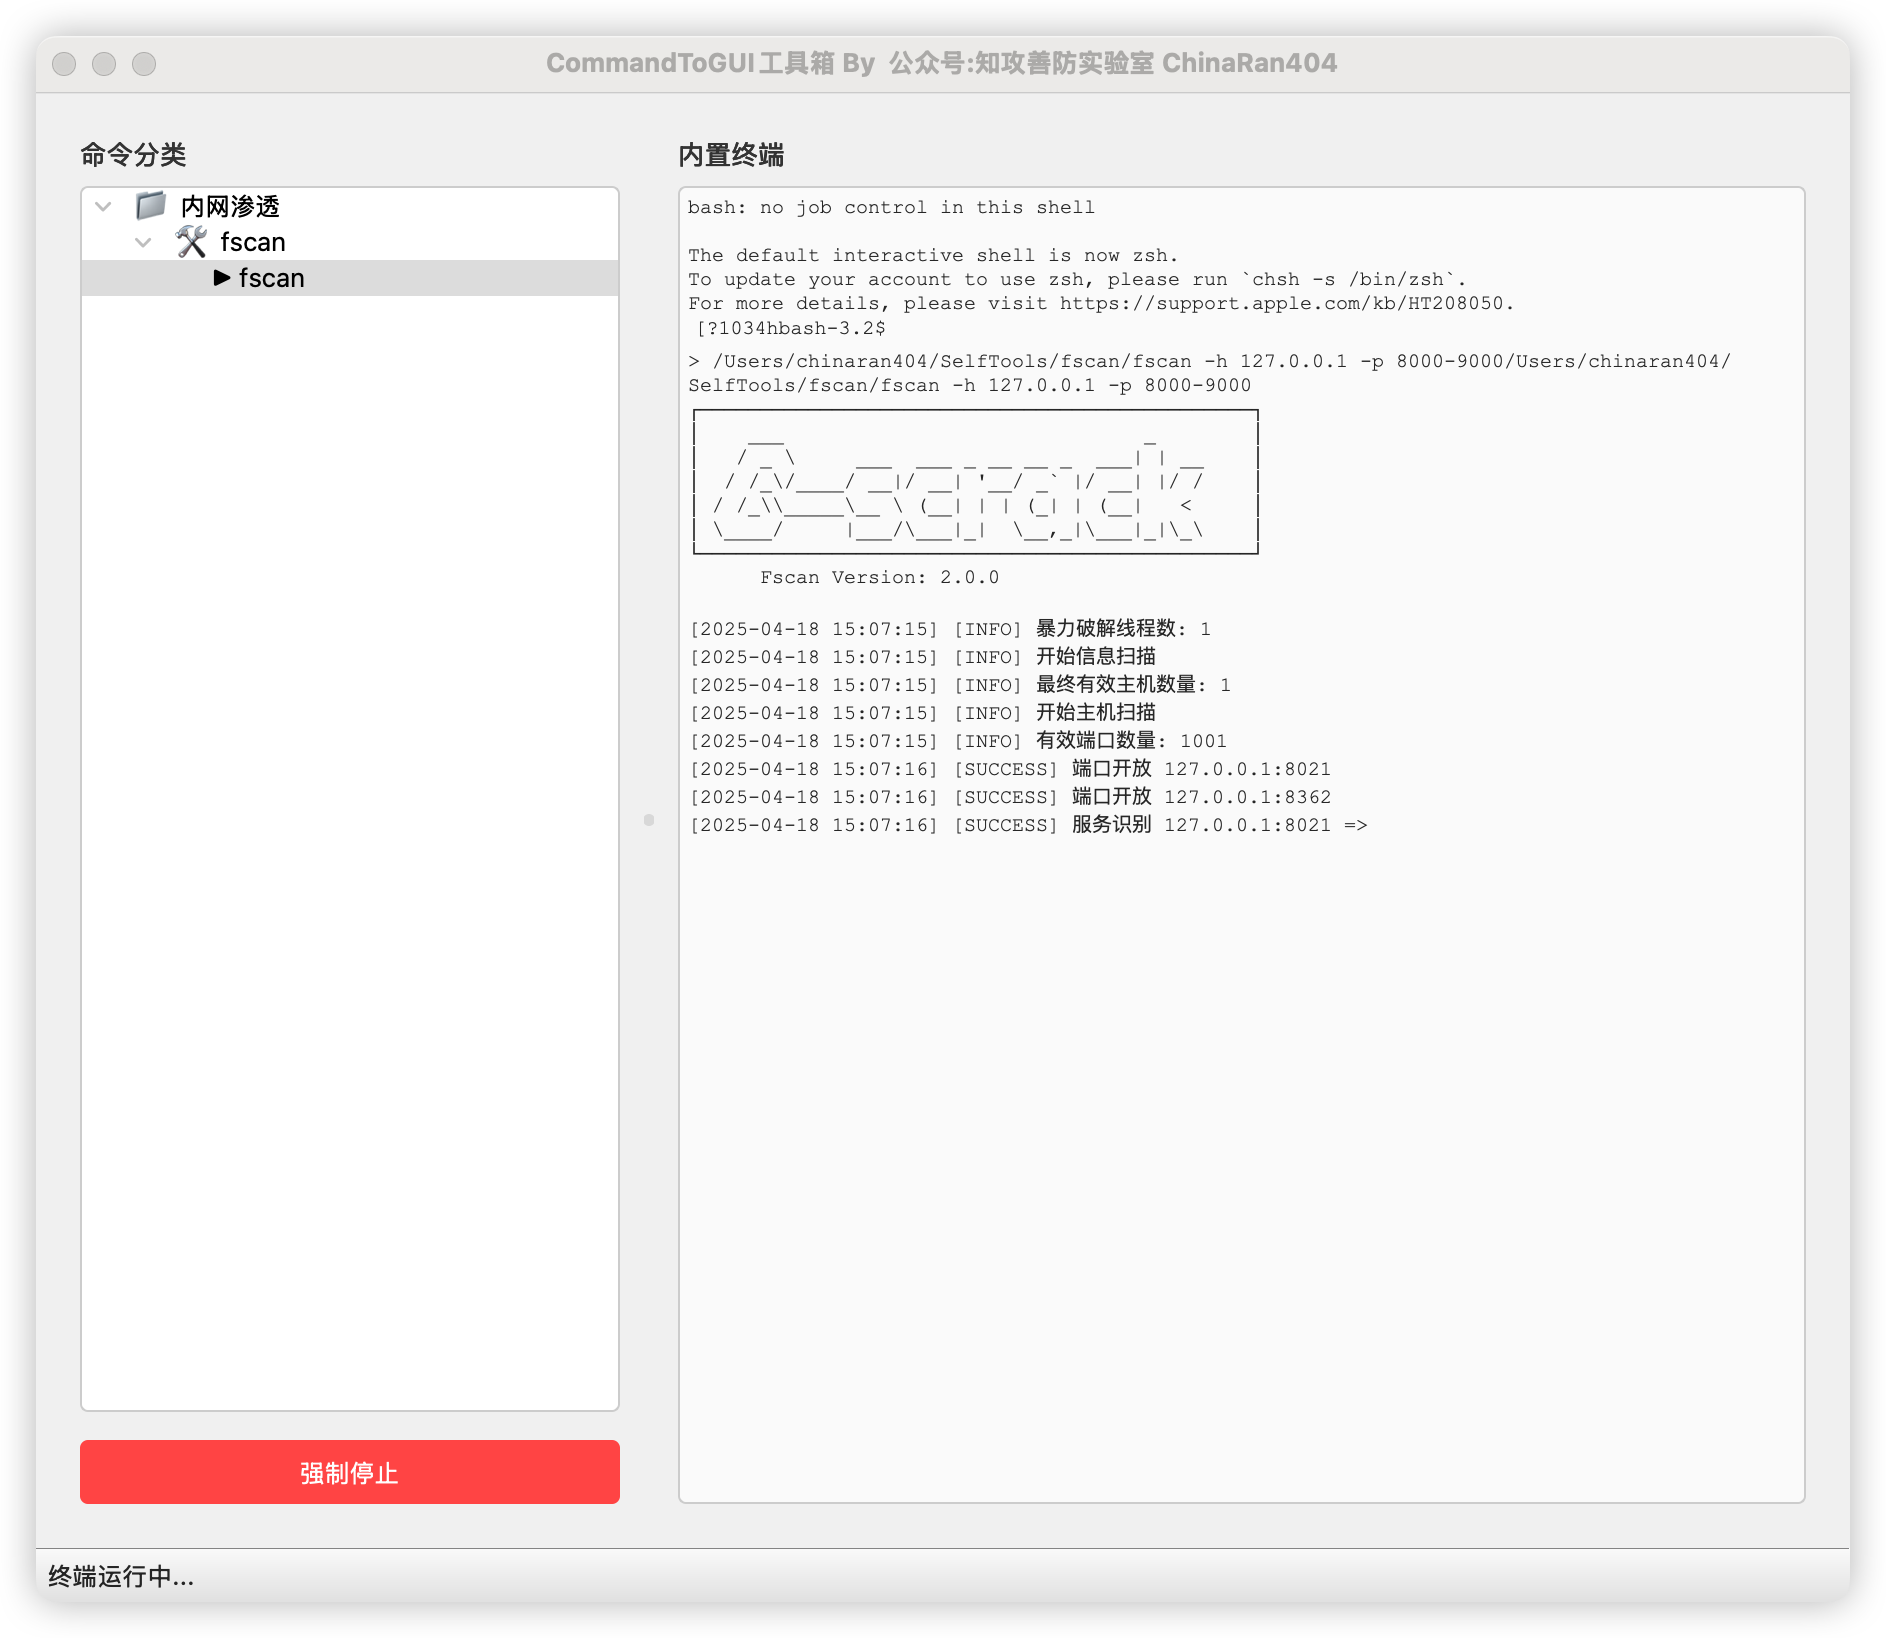 CommandToGUI工具箱 By  公众号:知攻善防实验室 ChinaRan404
命令分类
内网渗透
fscan
▶ fscan
强制停止
内置终端
bash: no job control in this shell
The default interactive shell is now zsh.
To update your account to use zsh, please run `chsh -s /bin/zsh`.
For more details, please visit https://support.apple.com/kb/HT208050.
[?1034hbash-3.2$
> /Users/chinaran404/SelfTools/fscan/fscan -h 127.0.0.1 -p 8000-9000/Users/chinaran404/
SelfTools/fscan/fscan -h 127.0.0.1 -p 8000-9000
      Fscan Version: 2.0.0
[2025-04-18 15:07:15] [INFO] 暴力破解线程数: 1
[2025-04-18 15:07:15] [INFO] 开始信息扫描
[2025-04-18 15:07:15] [INFO] 最终有效主机数量: 1
[2025-04-18 15:07:15] [INFO] 开始主机扫描
[2025-04-18 15:07:15] [INFO] 有效端口数量: 1001
[2025-04-18 15:07:16] [SUCCESS] 端口开放 127.0.0.1:8021
[2025-04-18 15:07:16] [SUCCESS] 端口开放 127.0.0.1:8362
[2025-04-18 15:07:16] [SUCCESS] 服务识别 127.0.0.1:8021 =>
终端运行中...